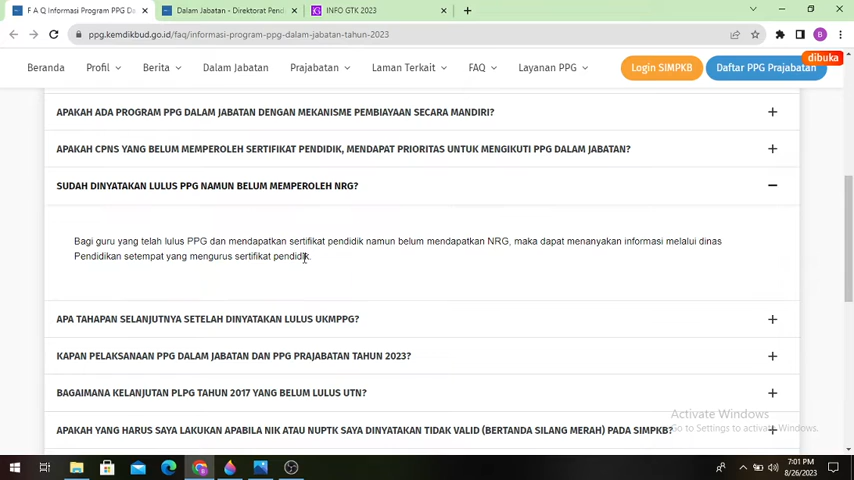 F A Q Informasi Program PPG Da
Dalam Jabatan - Direktorat Pend
INFO GTK 2023
ppg.kemdikbud.go.id/faq/informasi-program-ppg-dalam-jabatan-tahun-2023
B
dibuka
Beranda
Profil
Berita
Dalam Jabatan
Prajabatan
Laman Terkait
FAQ
Layanan PPG
Login SIMPKB
Daftar PPG Prajabatan
APAKAH ADA PROGRAM PPG DALAM JABATAN DENGAN MEKANISME PEMBIAYAAN SECARA MANDIRI?
APAKAH CPNS YANG BELUM MEMPEROLEH SERTIFIKAT PENDIDIK, MENDAPAT PRIORITAS UNTUK MENGIKUTI PPG DALAM JABATAN?
SUDAH DINYATAKAN LULUS PPG NAMUN BELUM MEMPEROLEH NRG?
Bagi guru yang telah lulus PPG dan mendapatkan sertifikat pendidik namun belum mendapatkan NRG, maka dapat menanyakan informasi melalui dinas
Pendidikan setempat yang mengurus sertifikat pendidik.
APA TAHAPAN SELANJUTNYA SETELAH DINYATAKAN LULUS UKMPPG?
KAPAN PELAKSANAAN PPG DALAM JABATAN DAN PPG PRAJABATAN TAHUN 2023?
BAGAIMANA KELANJUTAN PLPG TAHUN 2017 YANG BELUM LULUS UTN?
APAKAH YANG HARUS SAYA LAKUKAN APABILA NIK ATAU NUPTK SAYA DINYATAKAN TIDAK VALID (BERTANDA SILANG MERAH) PADA SIMPKB?
Activate Windows
Go to Settings to activate Windows.
7:01 PM
8/26/2023